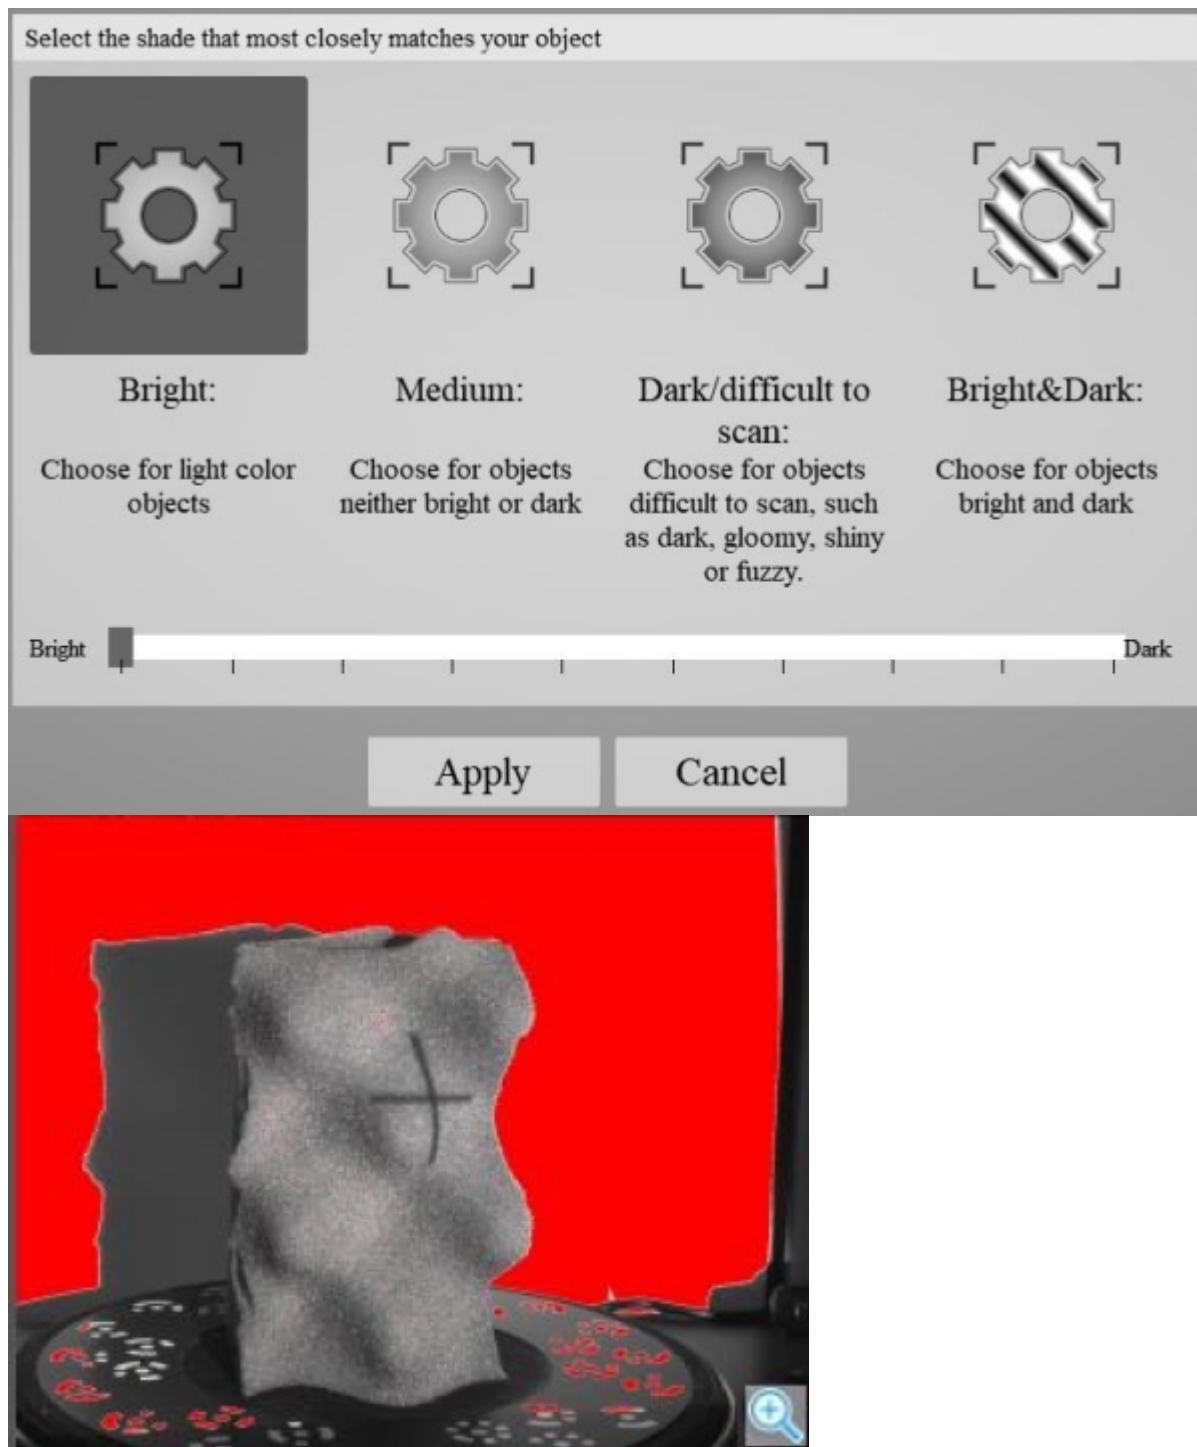 Select the shade that most closely matches your object
Bright:
Choose for light color
objects
Medium:
Choose for objects
neither bright or dark
Dark/difficult to
scan:
Choose for objects
difficult to scan, such
as dark, gloomy, shiny
or fuzzy.
Bright&Dark:
Choose for objects
bright and dark
Bright
Dark
Apply
Cancel